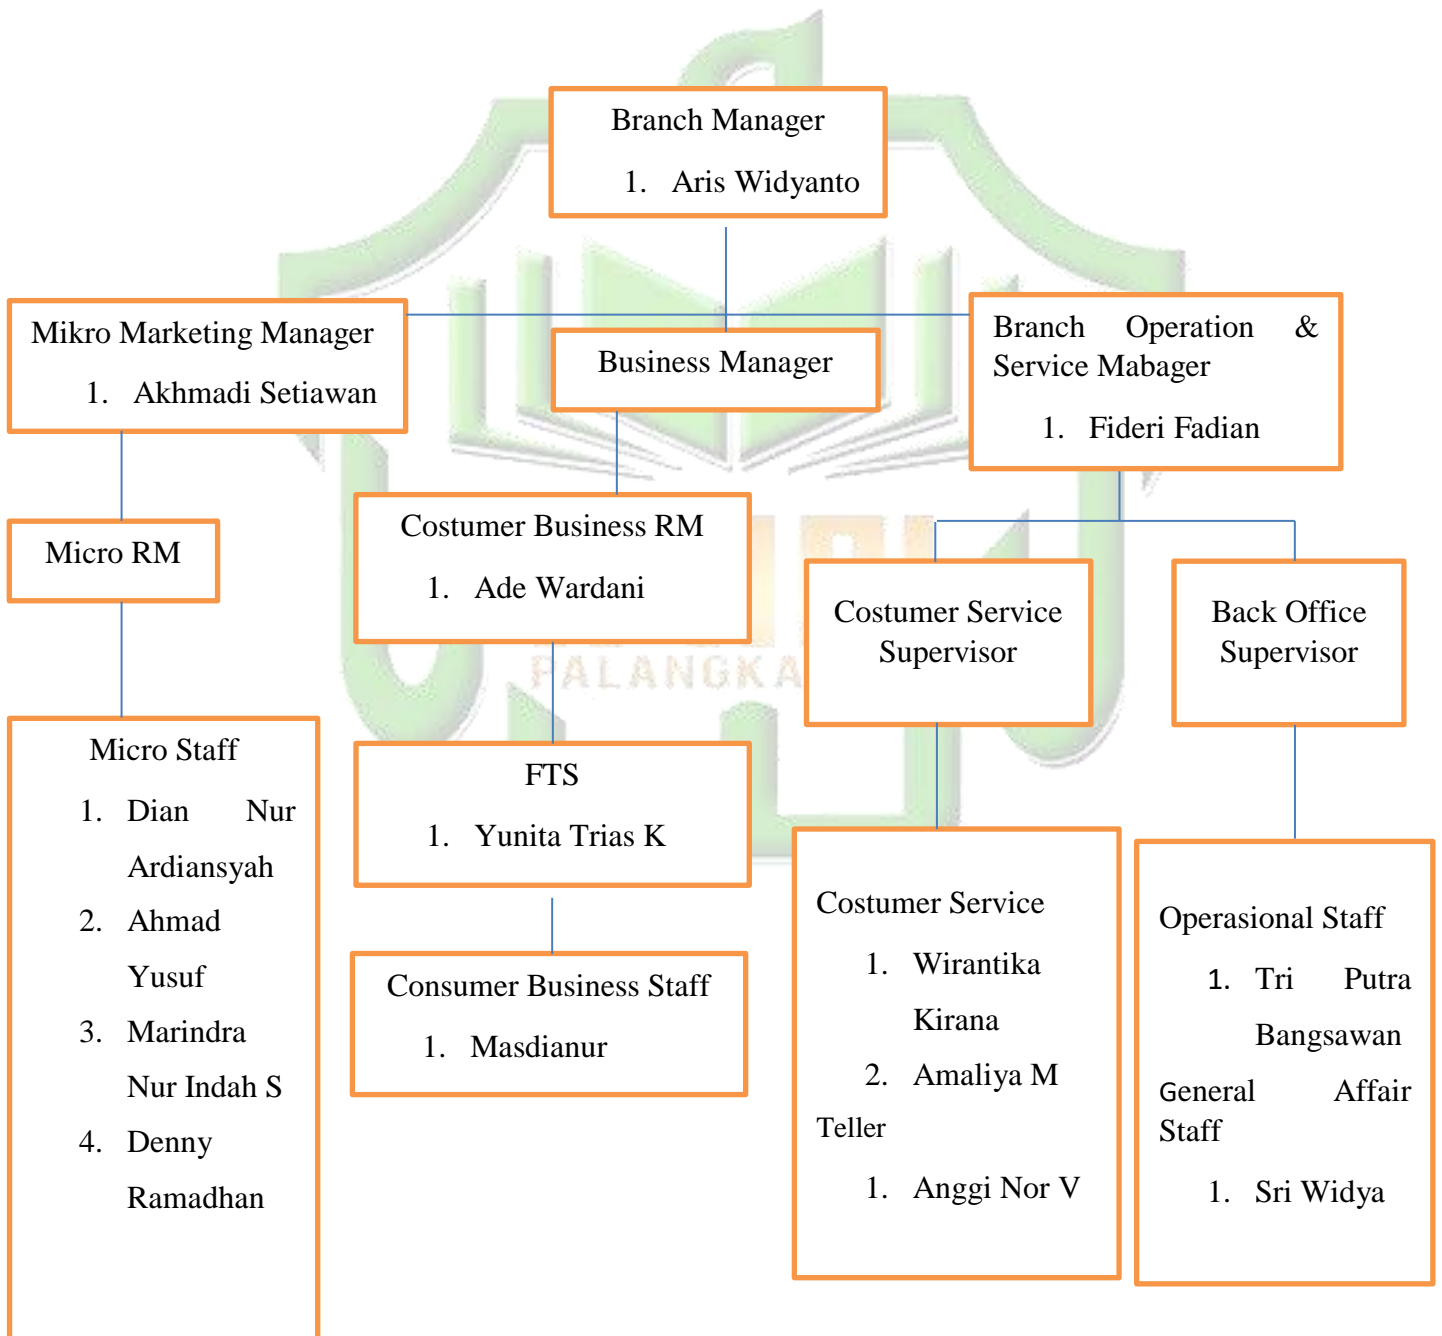 Branch Manager
1. Aris Widyanto
Mikro Marketing Manager
1. Akhmadi Setiawan
Business Manager
Branch Operation &
Service Mabager
1. Fideri Fadian
Micro RM
Costumer Business RM
1. Ade Wardani
Costumer Service
Supervisor
Back Office
Supervisor
PALANGKA
Micro Staff
1. Dian Nur
Ardiansyah
2. Ahmad
Yusuf
3. Marindra
Nur Indah S
4. Denny
Ramadhan
FTS
1. Yunita Trias K
Consumer Business Staff
1. Masdianur
Costumer Service
1. Wirantika
Kirana
2. Amaliya M
Teller
1. Anggi Nor V
Operasional Staff
1. Tri Putra
Bangsawan
General Affair
Staff
1. Sri Widya